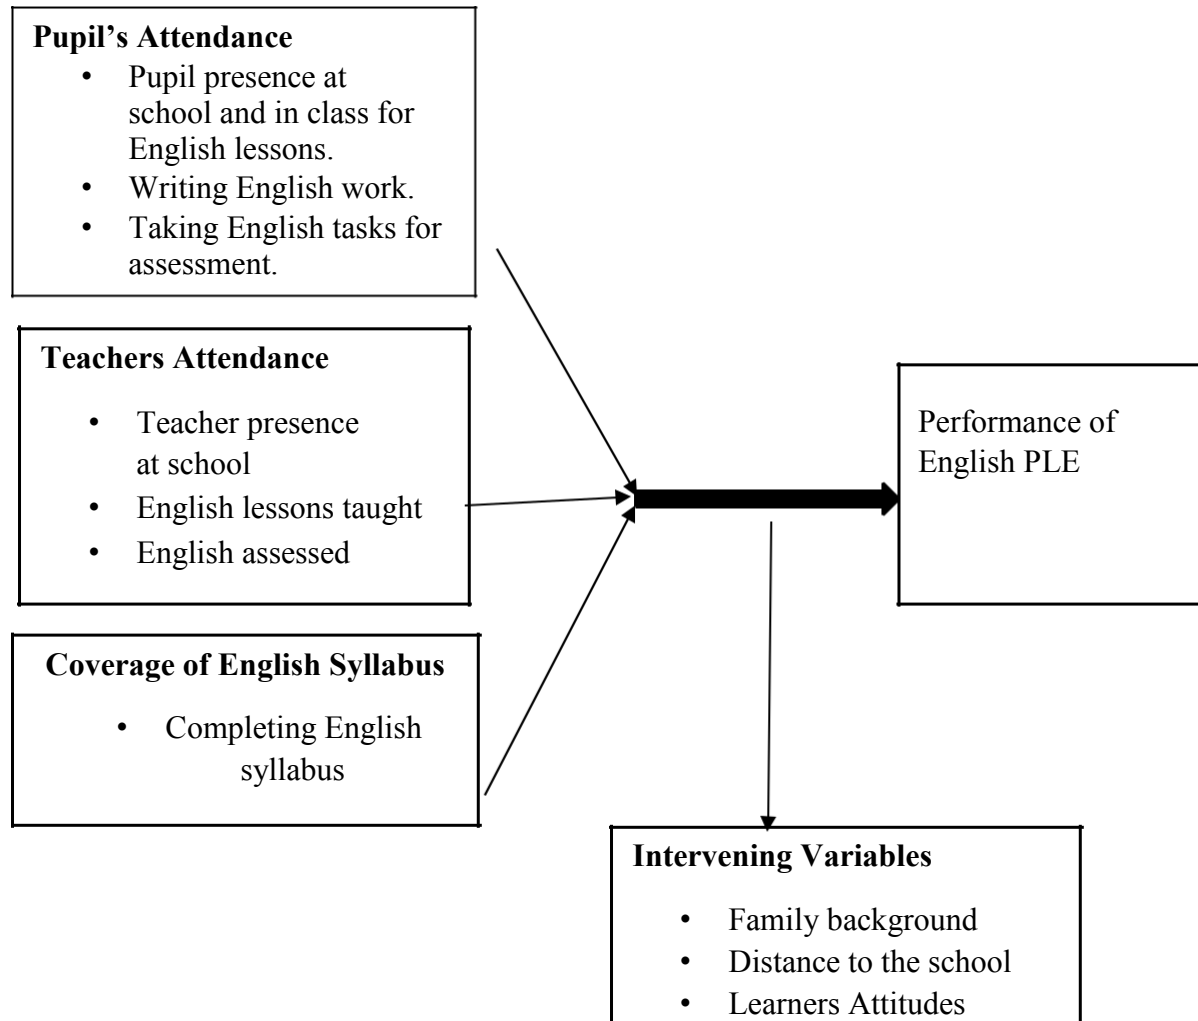 Pupil’s Attendance
• Pupil presence at
school and in class for
English lessons.
• Writing English work.
• Taking English tasks for
assessment.
Teachers Attendance
• Teacher presence
at school
• English lessons taught
• English assessed
Coverage of English Syllabus
• Completing English
syllabus
Performance of
English PLE
Intervening Variables
• Family background
• Distance to the school
• Learners Attitudes